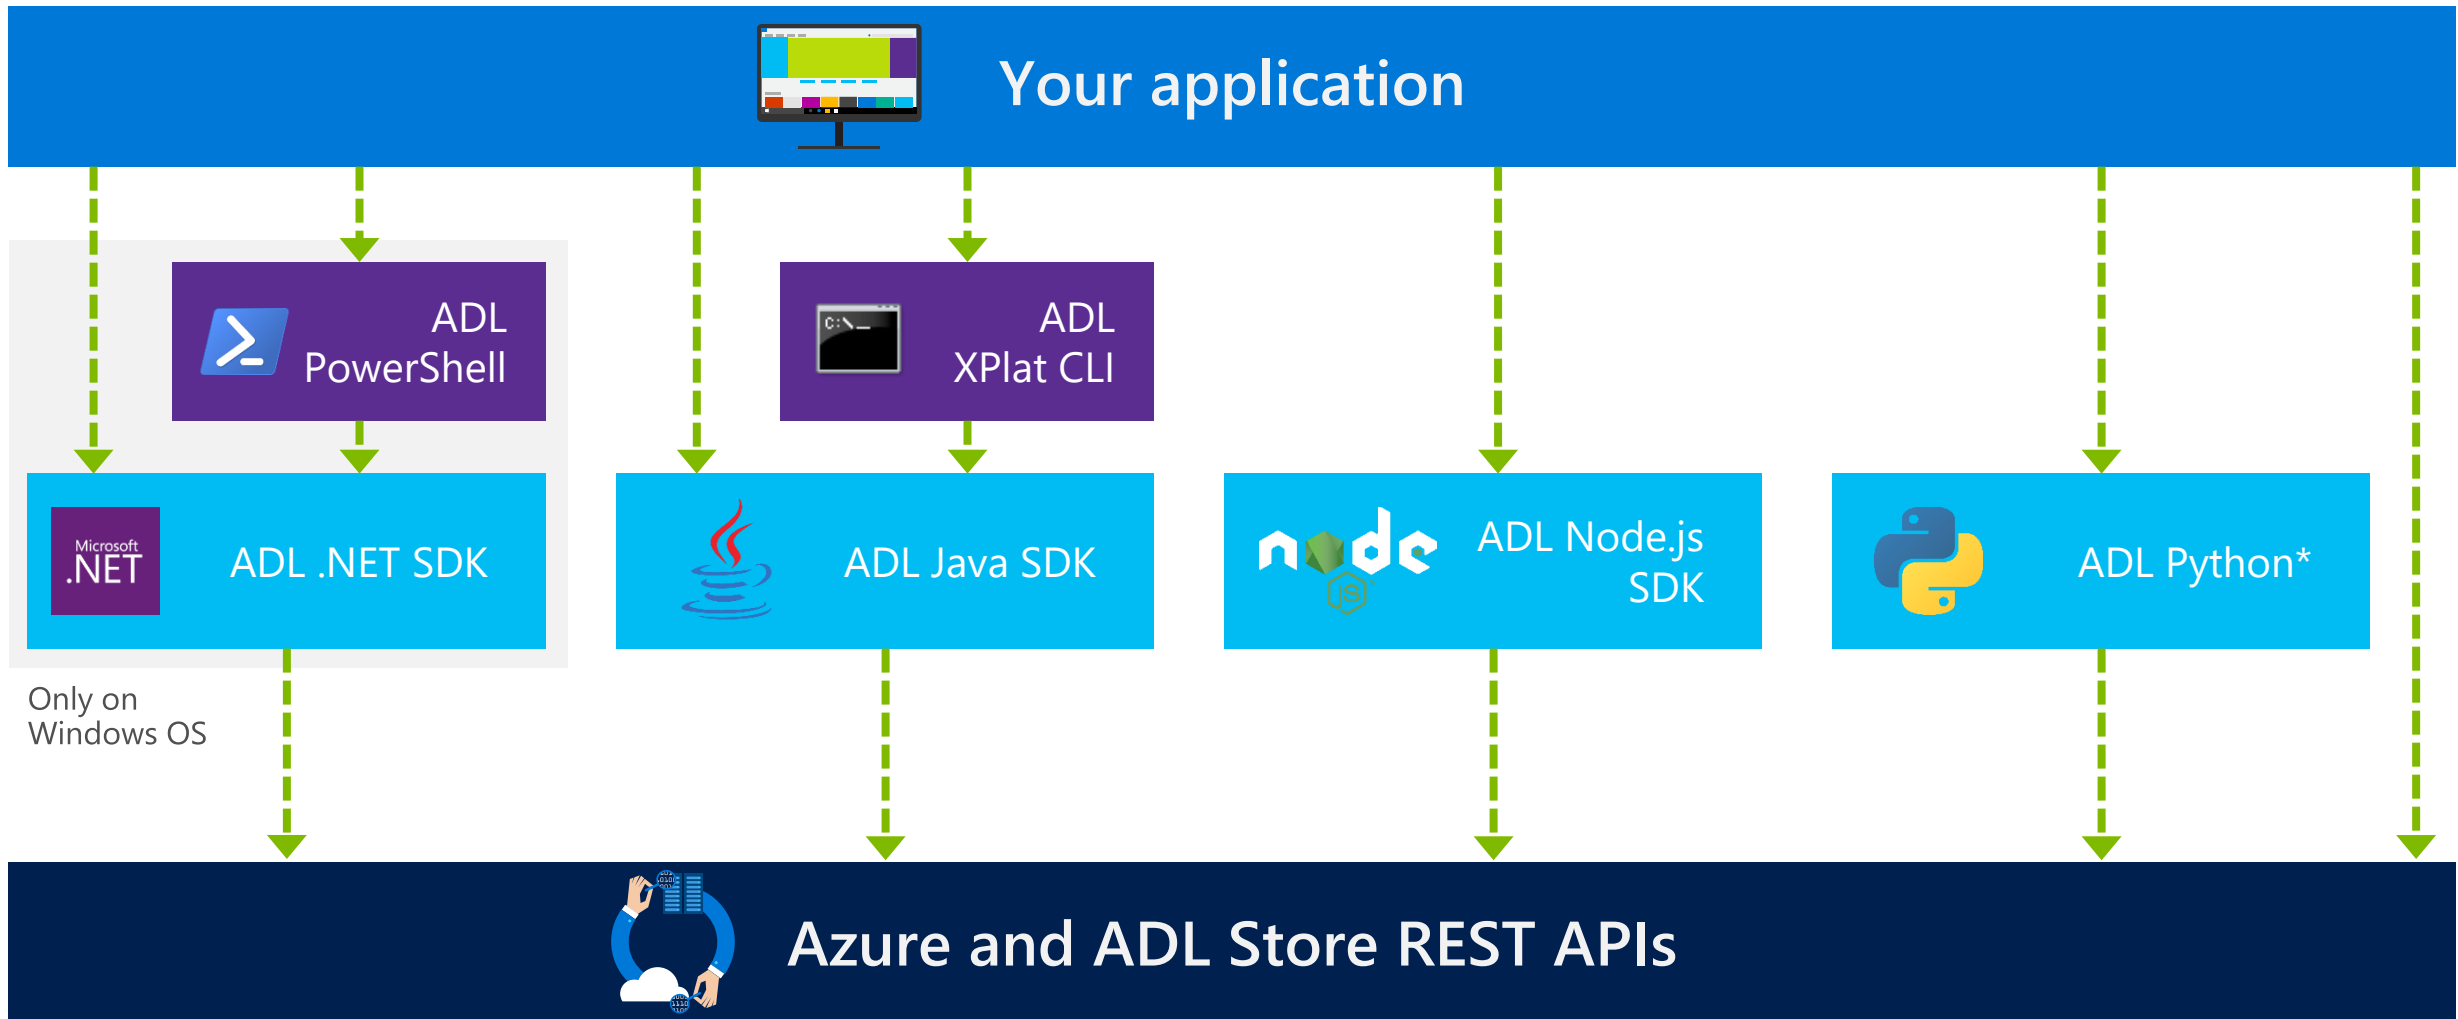 Your application
ADL
PowerShell
C:\_
ADL
XPlat CLI
Microsoft
.NET
ADL .NET SDK
ADL Java SDK
node
JS
ADL Node.js
SDK
ADL Python*
Only on
Windows OS
Azure and ADL Store REST APIs